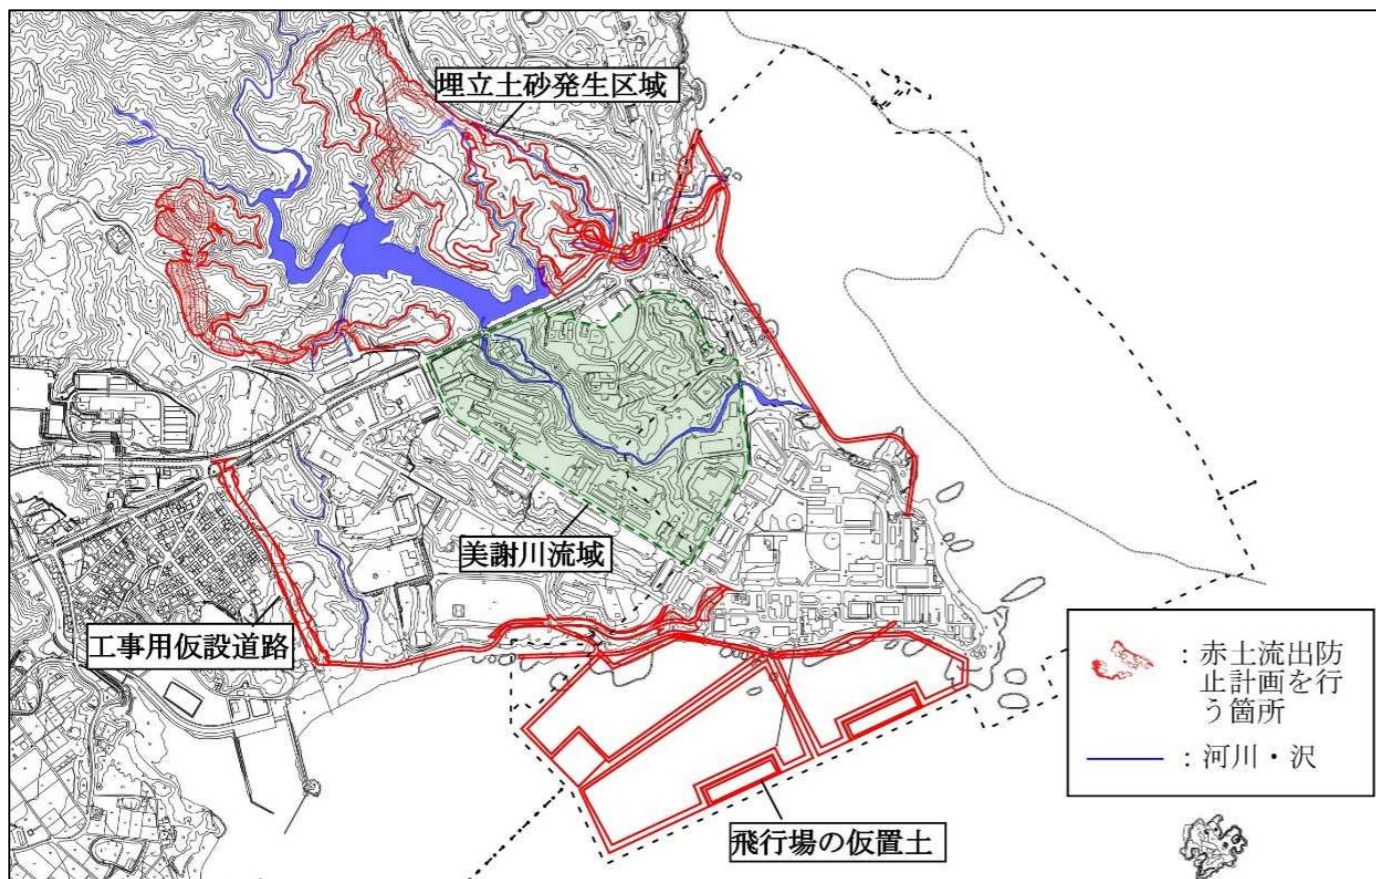 埋立土砂発生区域
美謝川流域
工事用仮設道路
飛行場の仮置土
：赤土流出防
止計画を行
う箇所
：河川・沢